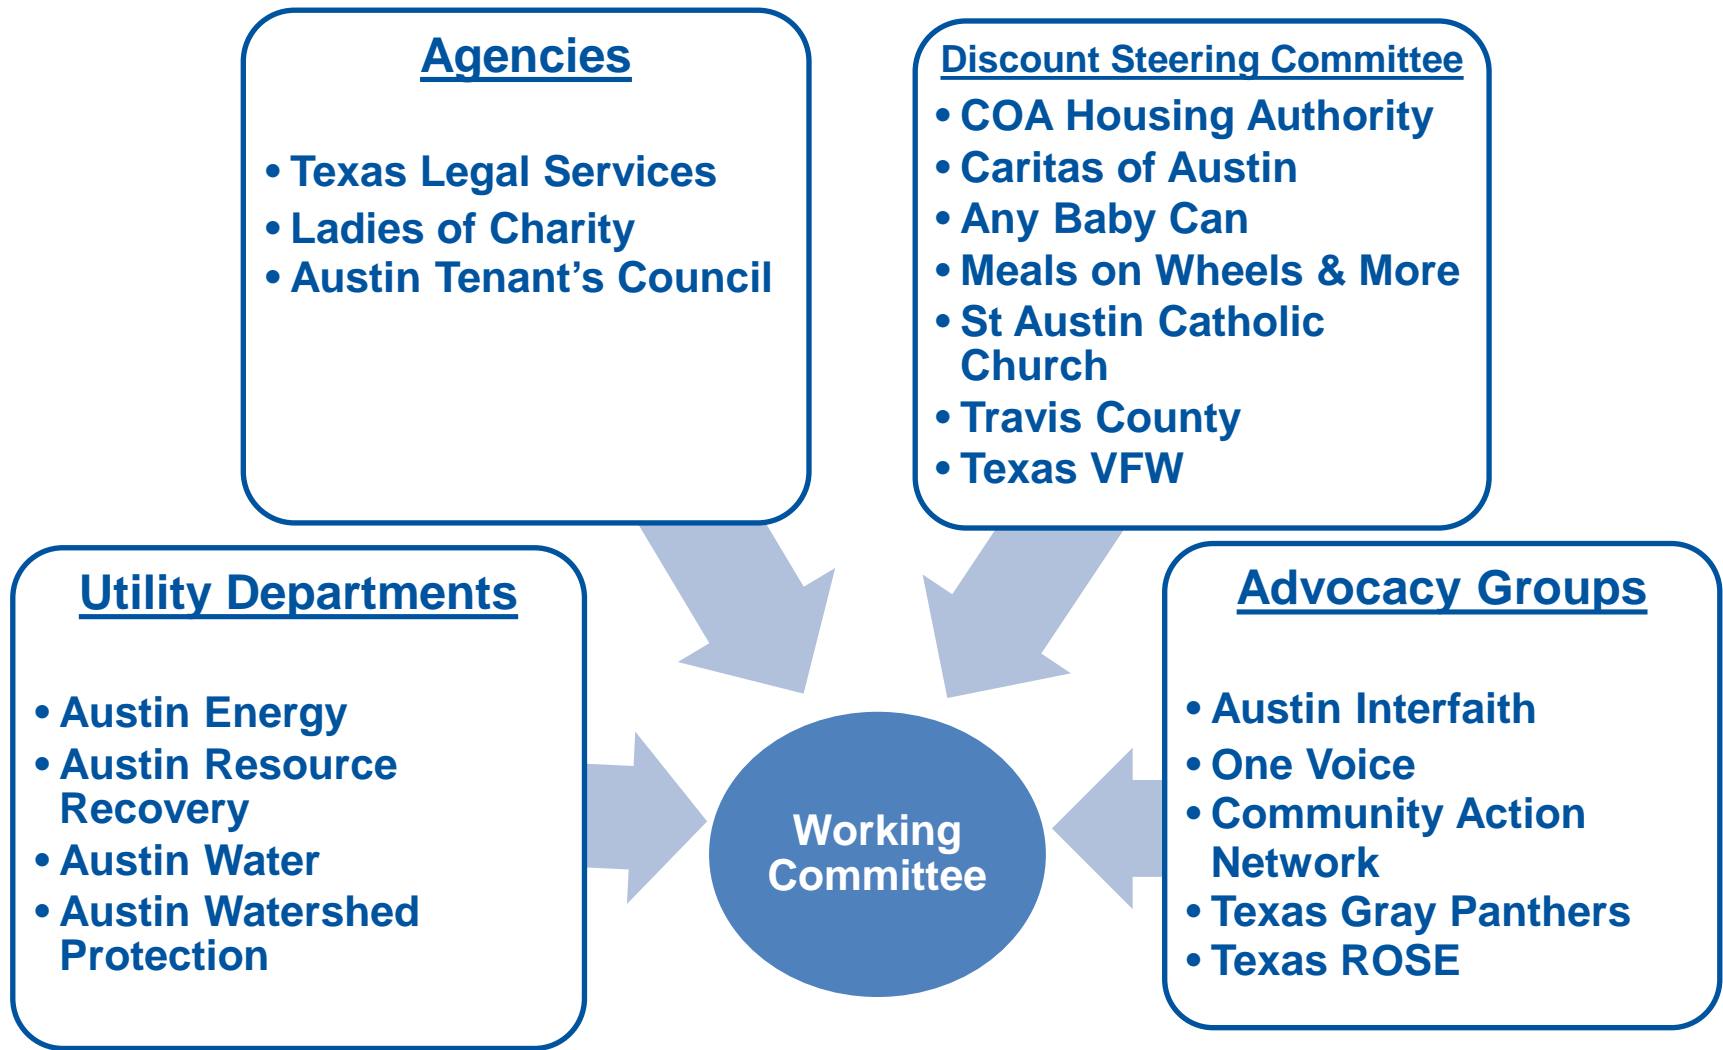 Agencies
• Texas Legal Services
• Ladies of Charity
• Austin Tenant’s Council
Discount Steering Committee
• COA Housing Authority
• Caritas of Austin
• Any Baby Can
• Meals on Wheels & More
• St Austin Catholic
Church
• Travis County
• Texas VFW
Utility Departments
• Austin Energy
• Austin Resource
Recovery
• Austin Water
• Austin Watershed
Protection
Working
Committee
Advocacy Groups
• Austin Interfaith
• One Voice
• Community Action
Network
• Texas Gray Panthers
• Texas ROSE